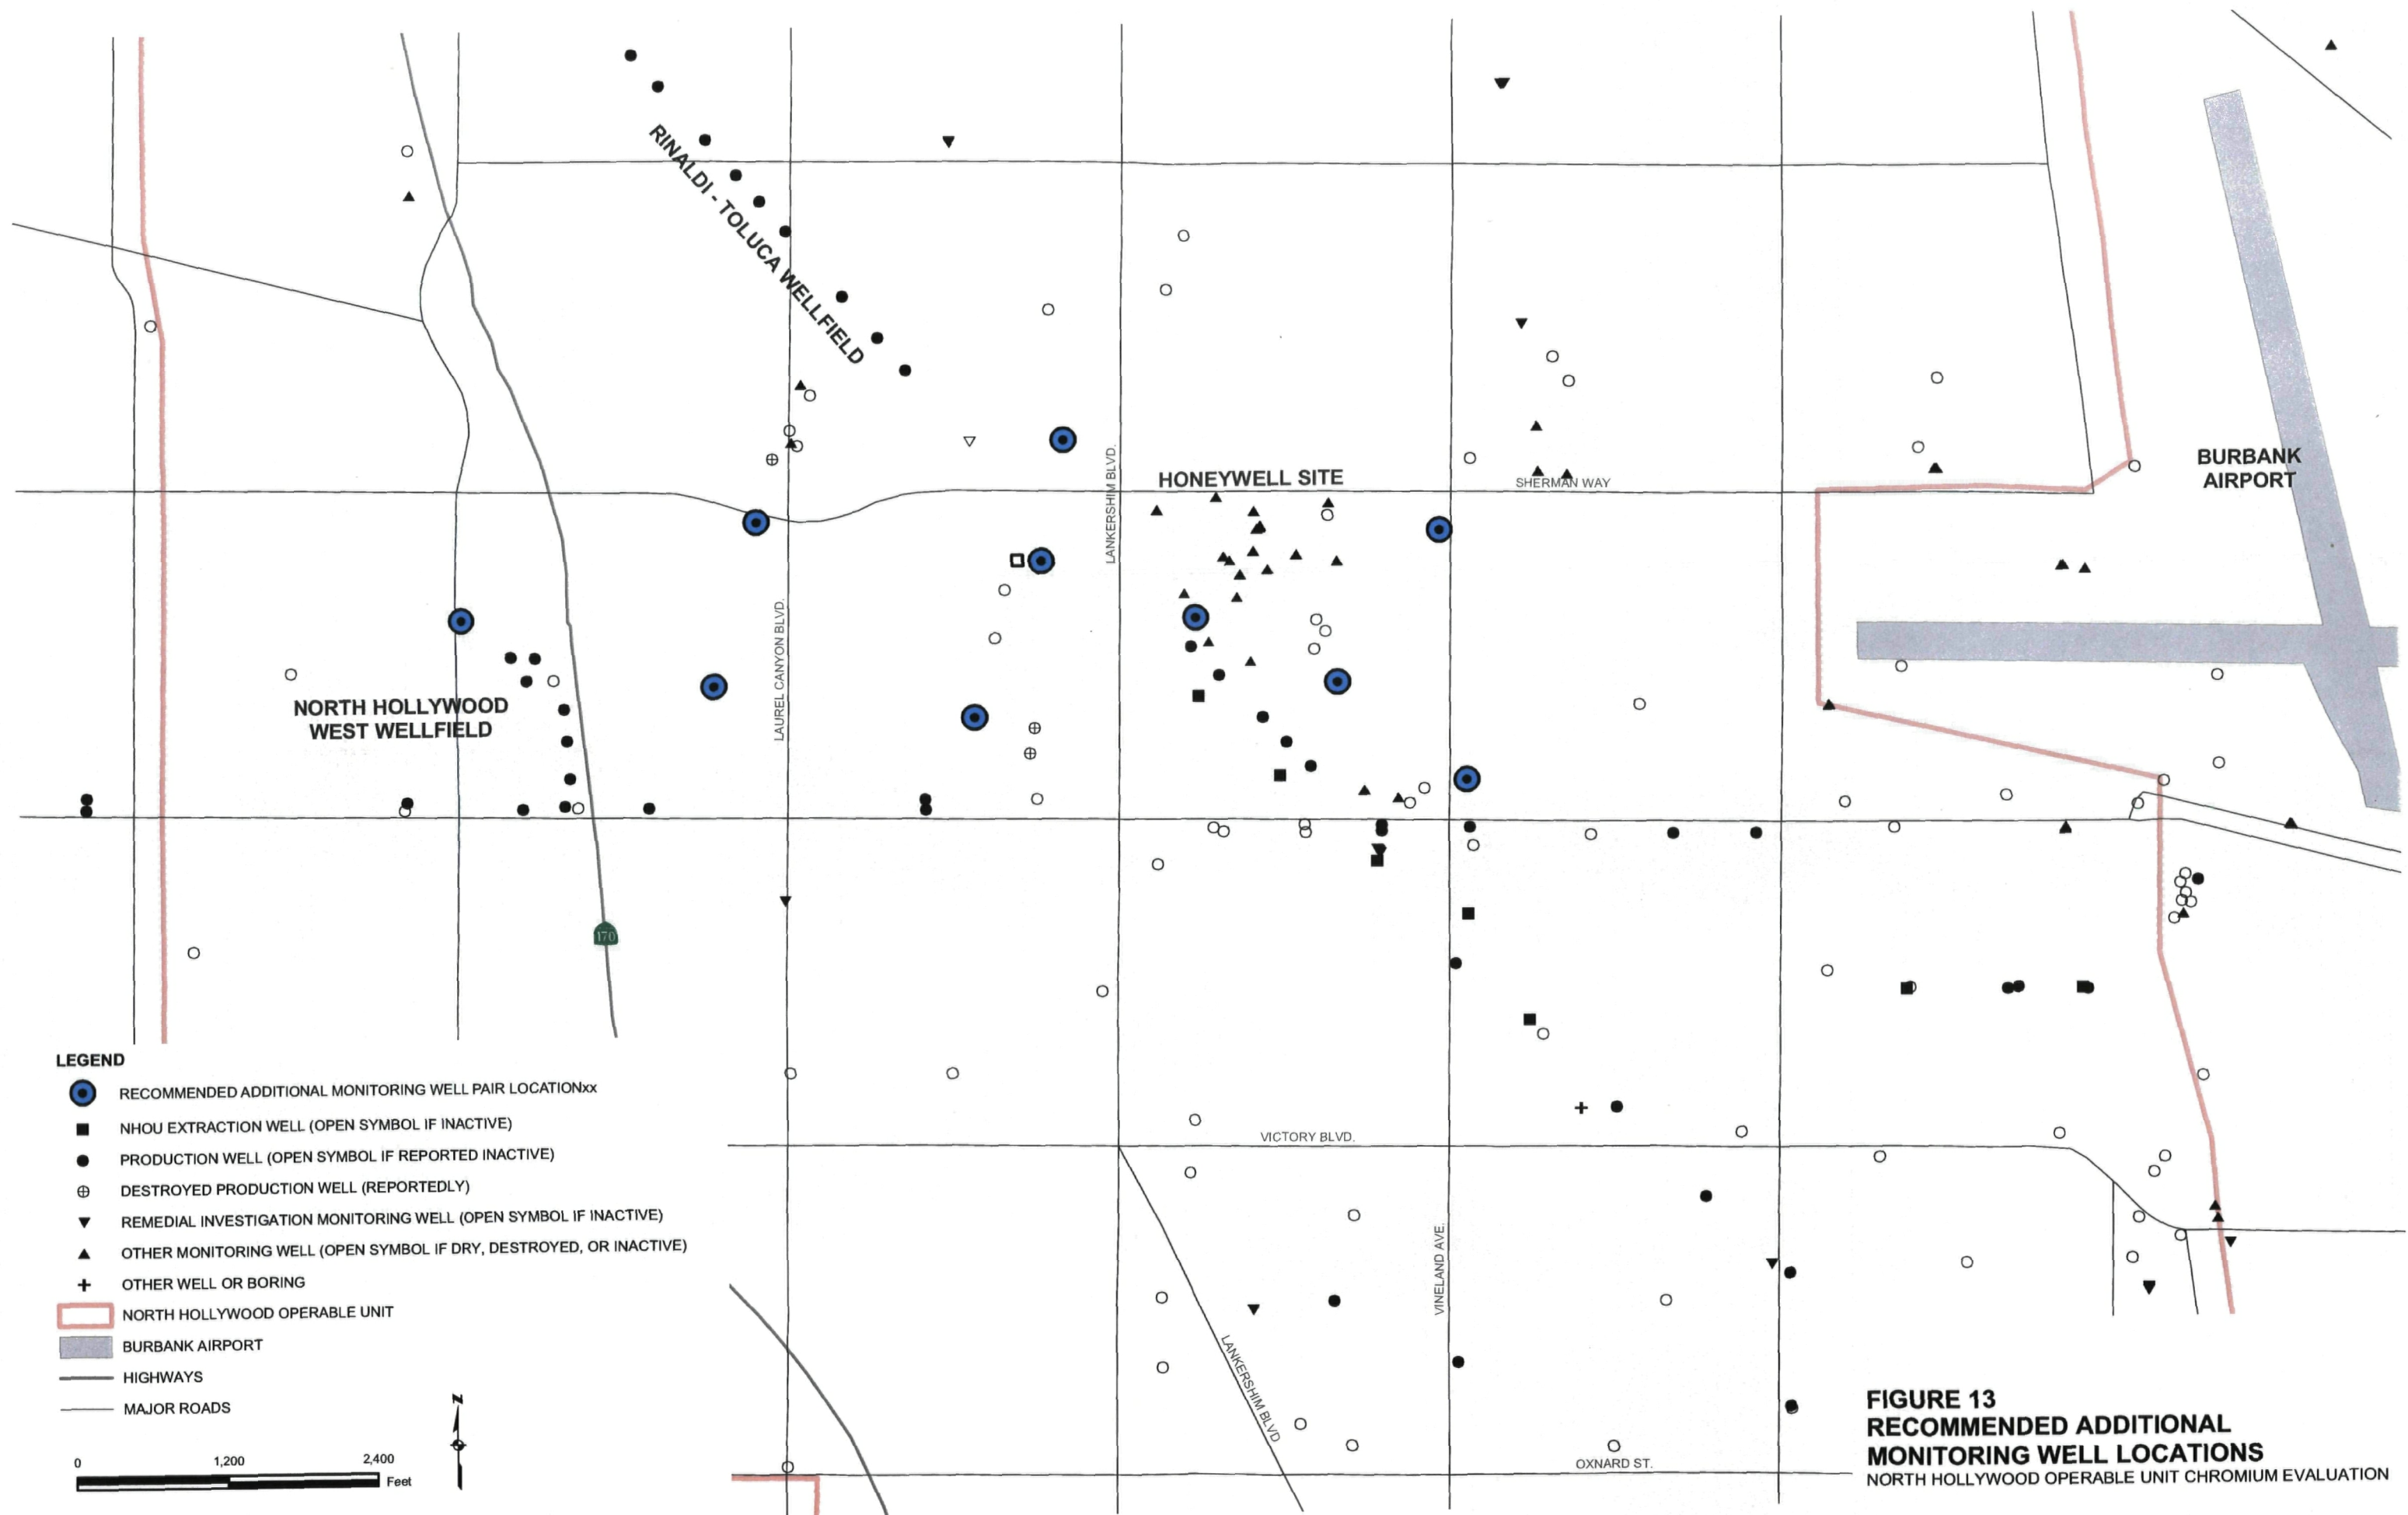 RINALDI - TOLUCA WELLFIELD
LANKERSHIM BLVD.
HONEYWELL SITE
SHERMAN WAY
BURBANK
AIRPORT
LAUREL CANYON BLVD.
NORTH HOLLYWOOD
WEST WELLFIELD
170
LEGEND
RECOMMENDED ADDITIONAL MONITORING WELL PAIR LOCATIONxx
NHOU EXTRACTION WELL (OPEN SYMBOL IF INACTIVE)
PRODUCTION WELL (OPEN SYMBOL IF REPORTED INACTIVE)
DESTROYED PRODUCTION WELL (REPORTEDLY)
REMEDIAL INVESTIGATION MONITORING WELL (OPEN SYMBOL IF INACTIVE)
OTHER MONITORING WELL (OPEN SYMBOL IF DRY, DESTROYED, OR INACTIVE)
OTHER WELL OR BORING
NORTH HOLLYWOOD OPERABLE UNIT
BURBANK AIRPORT
HIGHWAYS
MAJOR ROADS
0 1,200 2,400
Feet
N
VICTORY BLVD.
VINELAND AVE.
LANKERSHIM BLVD
OXNARD ST.
FIGURE 13
RECOMMENDED ADDITIONAL
MONITORING WELL LOCATIONS
NORTH HOLLYWOOD OPERABLE UNIT CHROMIUM EVALUATION